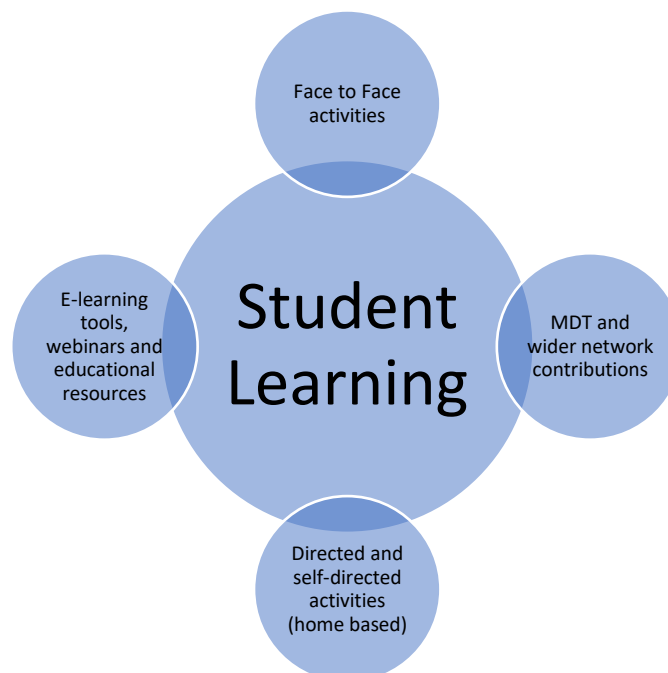 Face to Face
activities
E-learning
tools,
webinars and
educational
resources
Student
Learning
MDT and
wider network
contributions
Directed and
self-directed
activities
(home based)